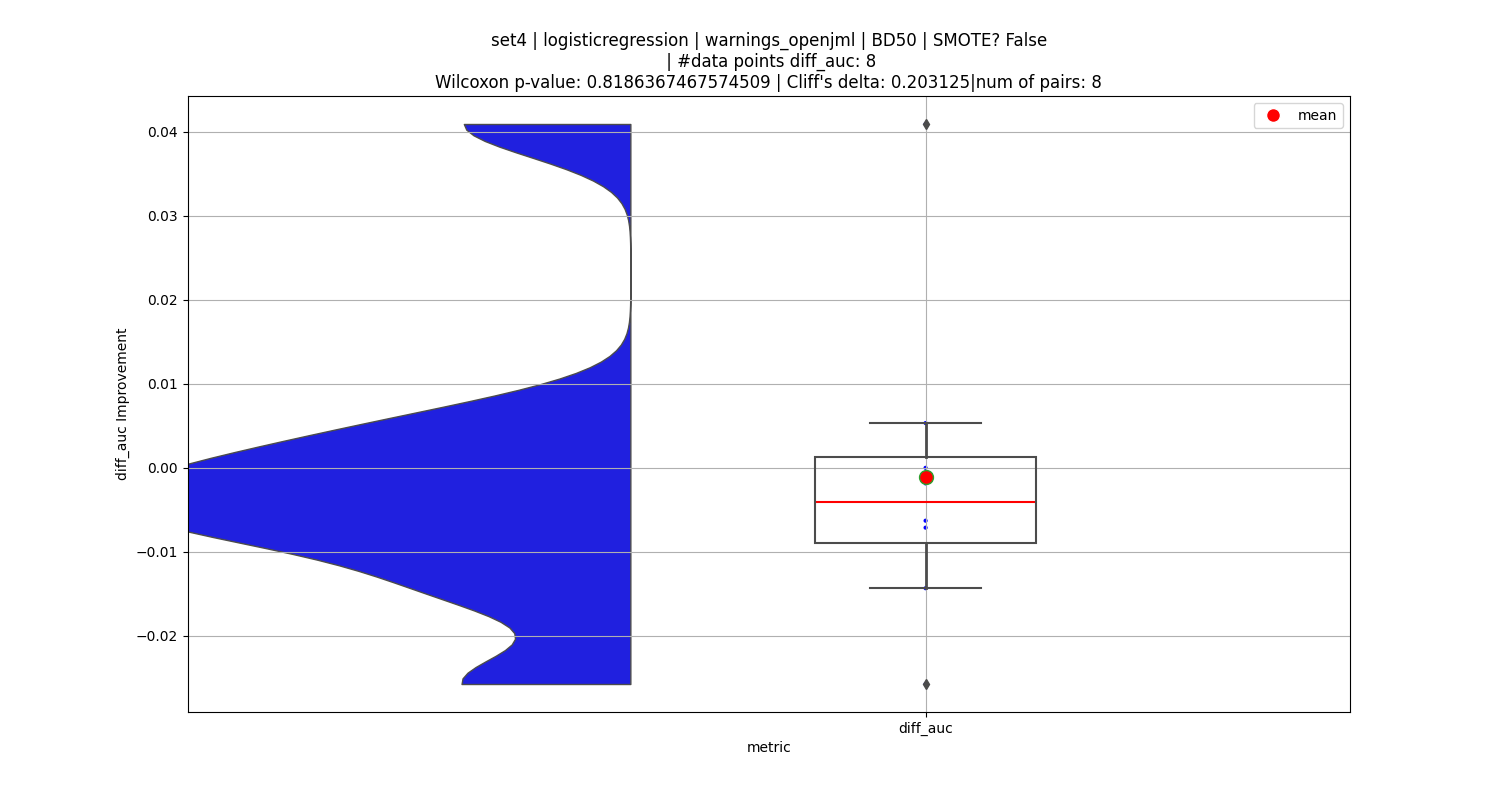 set4 | logisticregression | warnings_openjml | BD50 | SMOTE? False
| #data points diff_auc: 8
Wilcoxon p-value: 0.8186367467574509 | Cliff's delta: 0.203125|num of pairs: 8
mean
0.04
0.03
0.02
0.01
0.00
−0.01
−0.02
diff_auc Improvement
diff_auc
metric